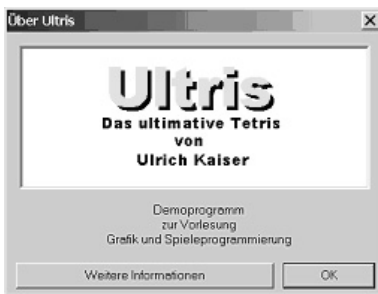 Über Ultris
Ultris
Das ultimative Tetris
von
Ulrich Kaiser
Demoprogramm
zur Vorlesung
Grafik und Spieleprogrammierung
Weitere Informationen
OK